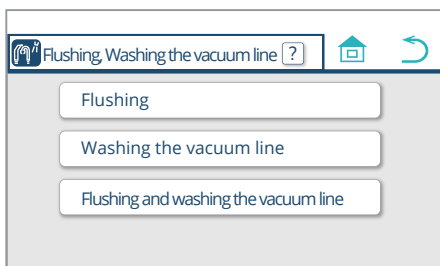 Flushing, Washing the vacuum line ?
Flushing
Washing the vacuum line
Flushing and washing the vacuum line